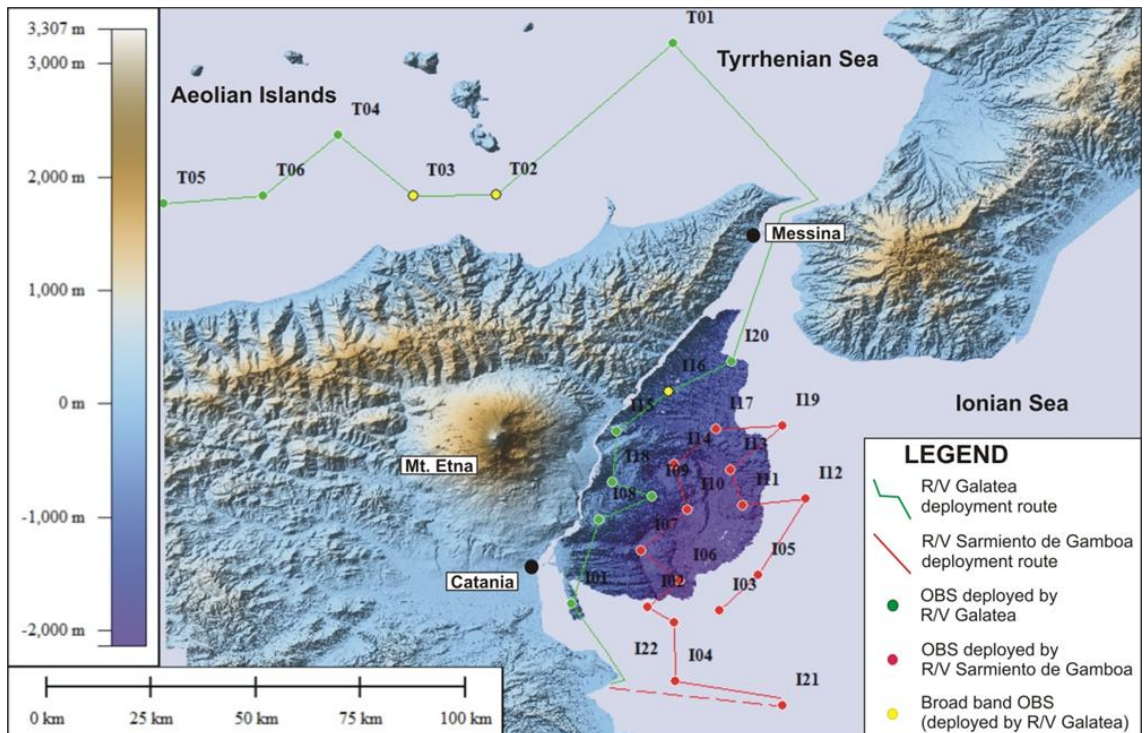 3,307 m
3,000 m
2,000 m
1,000 m
0 m
-1,000 m
-2,000 m
T01
Tyrrhenian Sea
Aeolian Islands
T04
T05
T06
T03
T02
Messina
I20
I16
I15
I17
I19
Ionian Sea
I14
I13
Mt. Etna
I18
I09
I10
I11
I12
I08
I07
I06
I05
Catania
I01
I02
I03
I22
I04
I21
0 km
25 km
50 km
75 km
100 km
LEGEND
R/V Galatea
deployment route
R/V Sarmiento de Gamboa
deployment route
OBS deployed by
R/V Galatea
OBS deployed by
R/V Sarmiento de Gamboa
Broad band OBS
(deployed by R/V Galatea)